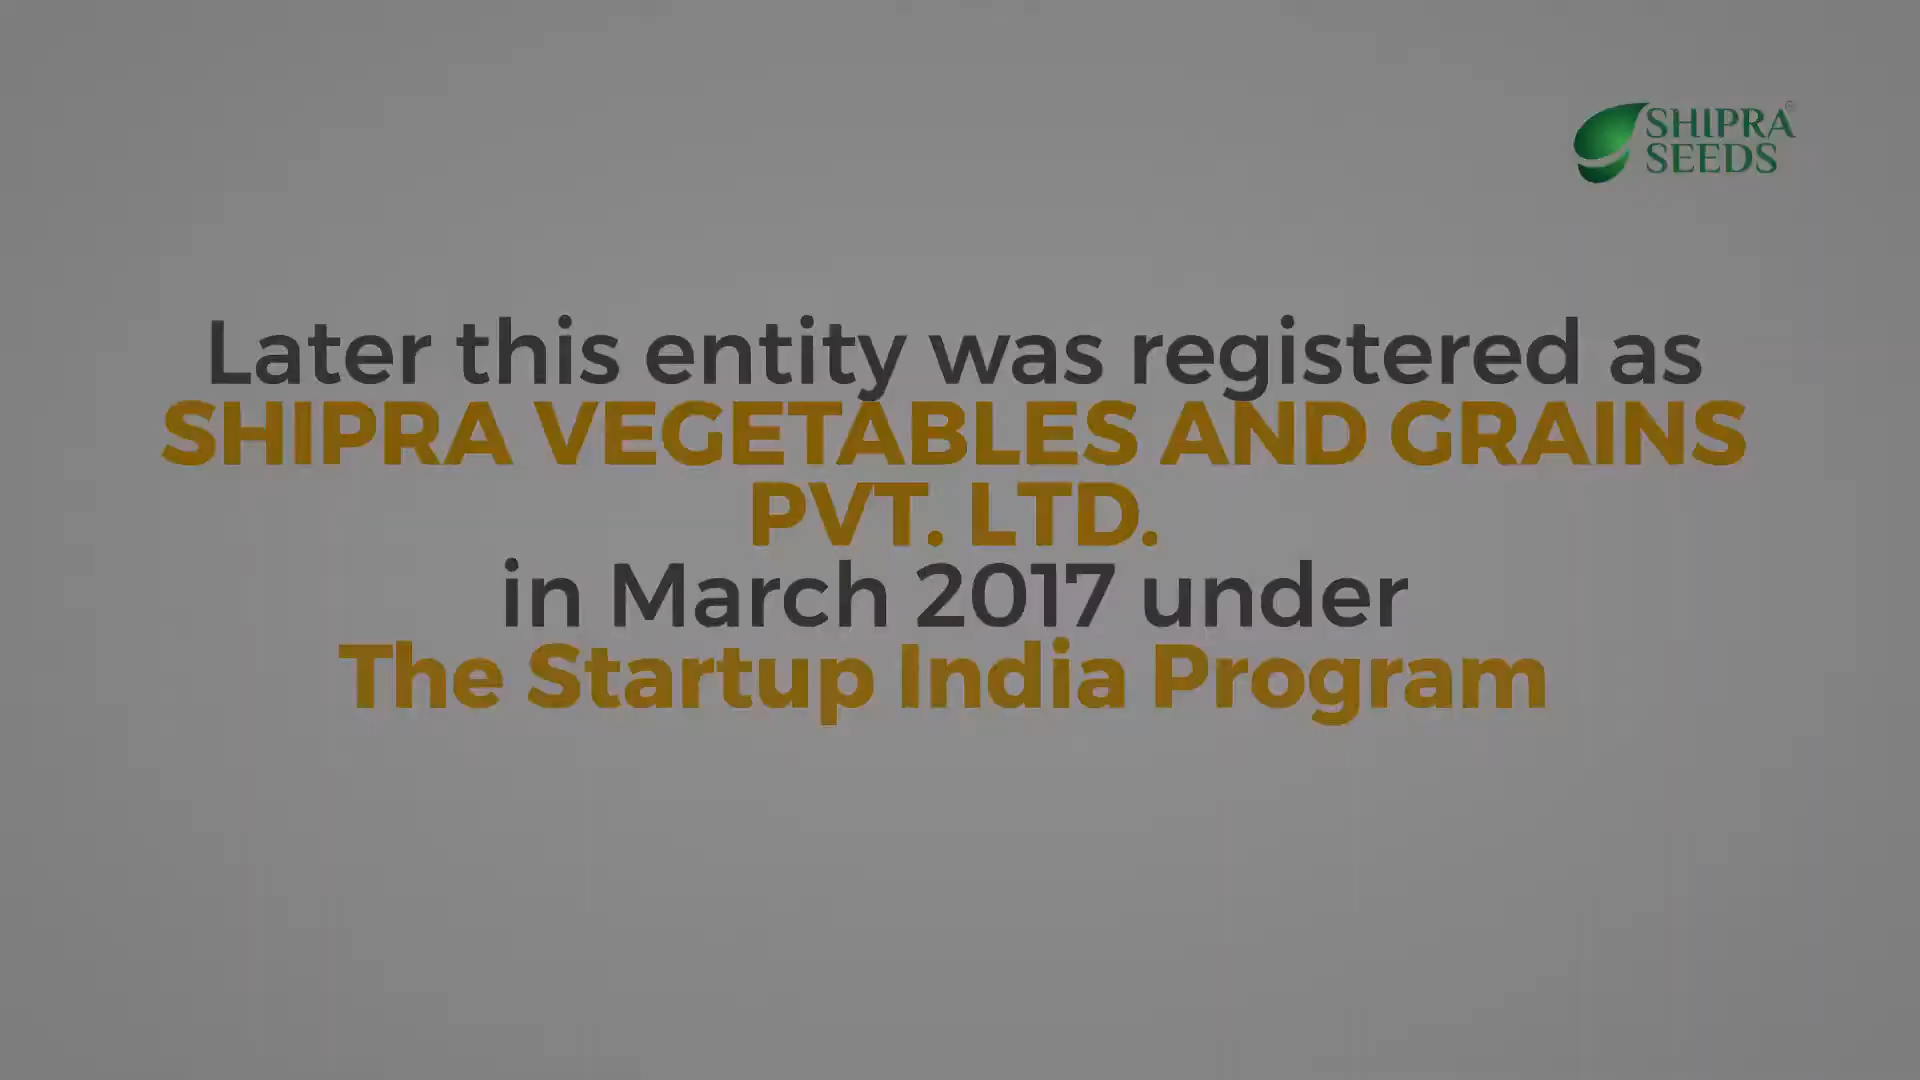 SHIPRA®
SEEDS
Later this entity was registered as
SHIPRA VEGETABLES AND GRAINS
PVT. LTD.
in March 2017 under
The Startup India Program